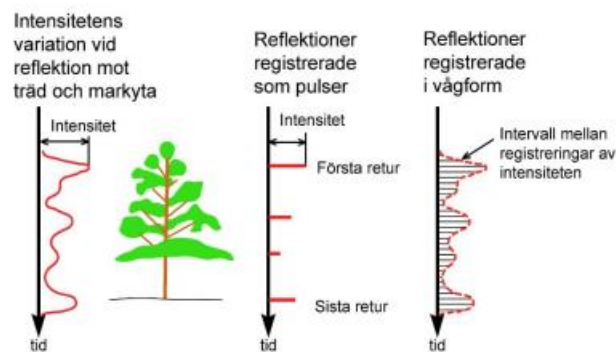 Intensitetens
variation vid
reflektion mot
träd och markyta
Intensitet
tid
Reflektioner
registrerade
som pulser
Intensitet
Första retur
Sista retur
tid
Reflektioner
registrerade
i vågform
Intervall mellan
registreringar av
intensiteten
tid